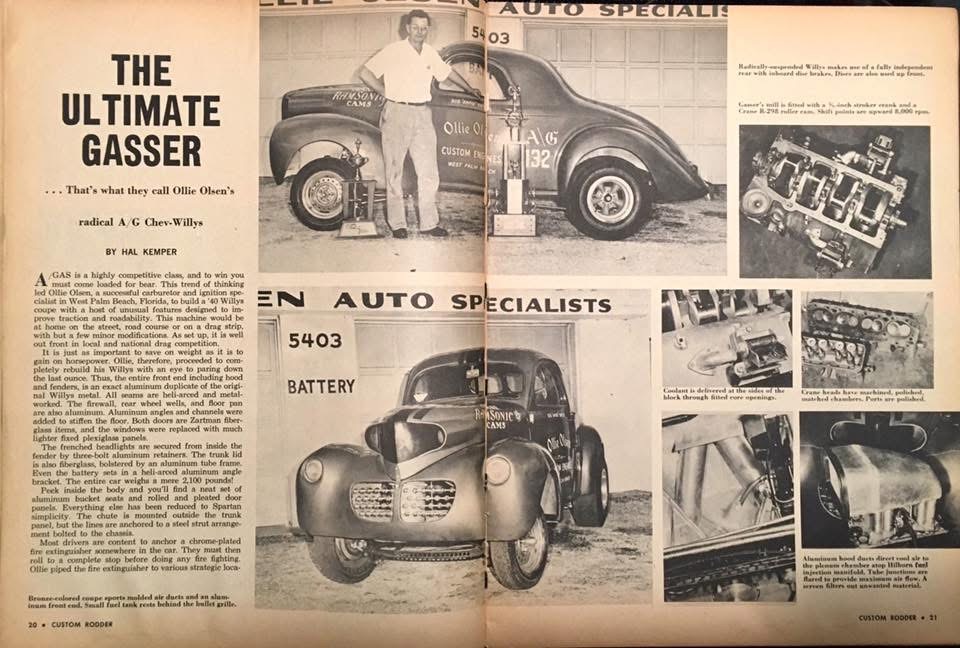 THE
ULTIMATE
GASSER
. . . That's what they call Ollie Olsen's
radical A/G Chev-Willys
BY HAL KEMPER
A/GAS is a highly competitive class, and to win you
must come loaded for bear. This trend of thinking
led Ollie Olsen, a successful carburetor and ignition spe-
cialist in West Palm Beach, Florida, to build a '40 Willys
coupe with a host of unusual features designed to im-
prove traction and roadability. This machine would be
at home on the street, road course or on a drag strip,
with but a few minor modifications. As set up, it is well
out front in local and national drag competition.
It is just as important to save on weight as it is to
gain on horsepower. Ollie, therefore, proceeded to com-
pletely rebuild his Willys with an eye to paring down
the last ounce. Thus, the entire front end including hood
and fenders, is an exact aluminum duplicate of the origi-
nal Willys metal. All seams are heli-arced and metal-
worked. The firewall, rear wheel wells, and floor pan
are also aluminum. Aluminum angles and channels were
added to stiffen the floor. Both doors are Zartman fiber-
glass items, and the windows were replaced with much
lighter fixed plexiglass panels.
The frenched headlights are secured from inside the
fender by three-bolt aluminum retainers. The trunk lid
is also fiberglass, bolstered by an aluminum tube frame.
Even the battery sets in a heli-arced aluminum angle
bracket. The entire car weighs a mere 2,100 pounds!
Peek inside the body and you'll find a neat set of
aluminum bucket seats and rolled and pleated door
panels. Everything else has been reduced to Spartan
simplicity. The chute is mounted outside the trunk
panel, but the lines are anchored to a steel strut arrange-
ment bolted to the chassis.
Most drivers are content to anchor a chrome-plated
fire extinguisher somewhere in the car. They must then
roll to a complete stop before doing any fire fighting.
Ollie piped the fire extinguisher to various strategic loca-
Bronze-colored coupe sports molded air ducts and an alum-
inum front end. Small fuel tank rests behind the bullet grille.
20 • CUSTOM RODDER
AUTO SPECIALIS
5403
RAMSONIC
CAMS
Ollie Ol
CUSTOM ENGINES
WEST PALM
A/G
132
EN AUTO SPECIALISTS
5403
BATTERY
RAMSONIC
CAMS
Radically-suspended Willys makes use of a fully independent
rear with inboard disc brakes. Discs are also used up front.
Gasser's mill is fitted with a -inch stroker crank and a
Crane R-298 roller cam. Shift points are upward 8,000 rpm.
Coolant is delivered at the sides of the
block through fitted core openings.
Crane heads have machined, polished,
matched chambers. Ports are polished.
Aluminum hood ducts direct cool air to
the plenum chamber atop Hilborn fuel
injection manifold. Tube junctions are
flared to provide maximum air flow. A
screen filters out unwanted material.
CUSTOM RODDER • 21